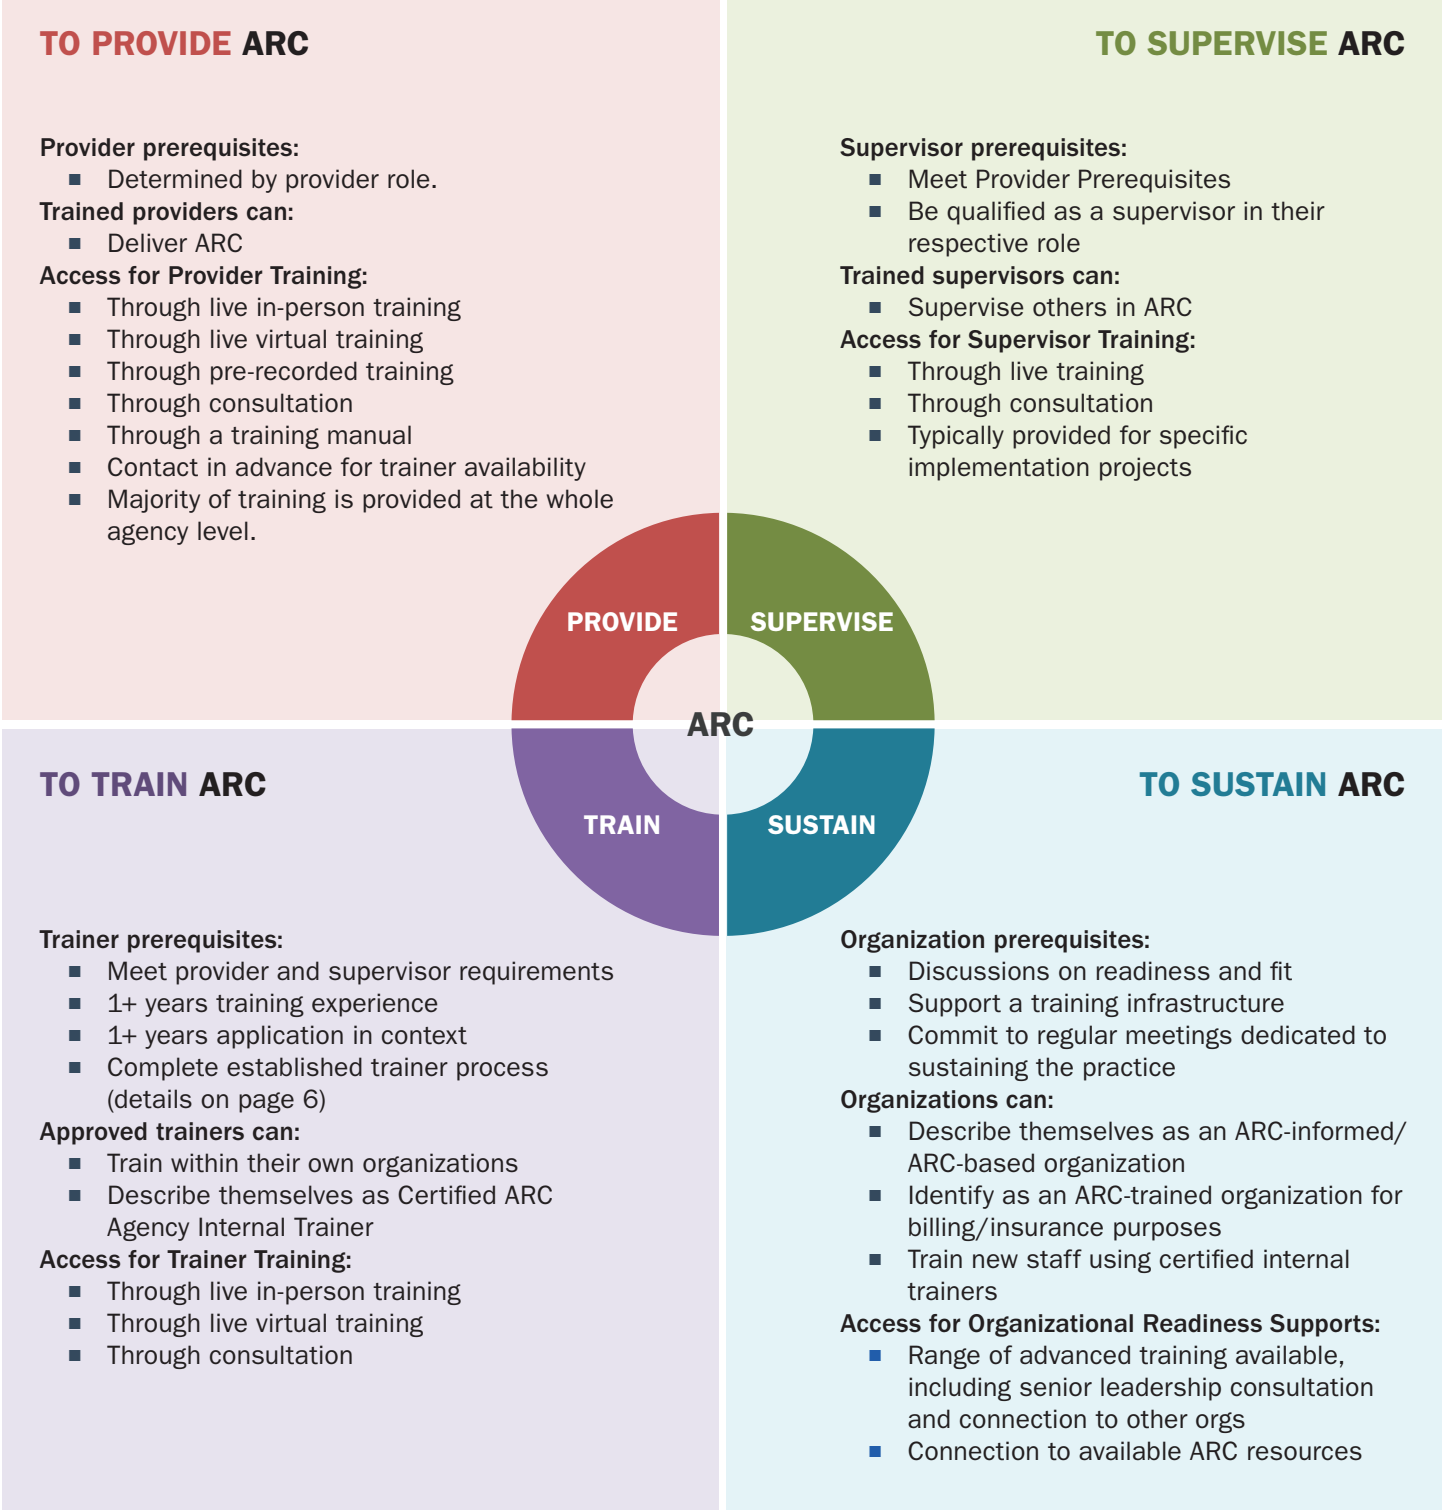 TO PROVIDE ARC
Provider prerequisites:
■ Determined by provider role.
Trained providers can:
■ Deliver ARC
Access for Provider Training:
■ Through live in-person training
■ Through live virtual training
■ Through pre-recorded training
■ Through consultation
■ Through a training manual
■ Contact in advance for trainer availability
■ Majority of training is provided at the whole
agency level.
TO SUPERVISE ARC
Supervisor prerequisites:
■ Meet Provider Prerequisites
■ Be qualified as a supervisor in their
respective role
Trained supervisors can:
■ Supervise others in ARC
Access for Supervisor Training:
■ Through live training
■ Through consultation
■ Typically provided for specific
implementation projects
PROVIDE
SUPERVISE
ARC
TRAIN
SUSTAIN
TO TRAIN ARC
Trainer prerequisites:
■ Meet provider and supervisor requirements
■ 1+ years training experience
■ 1+ years application in context
■ Complete established trainer process
(details on page 6)
Approved trainers can:
■ Train within their own organizations
■ Describe themselves as Certified ARC
Agency Internal Trainer
Access for Trainer Training:
■ Through live in-person training
■ Through live virtual training
■ Through consultation
TO SUSTAIN ARC
Organization prerequisites:
■ Discussions on readiness and fit
■ Support a training infrastructure
■ Commit to regular meetings dedicated to
sustaining the practice
Organizations can:
■ Describe themselves as an ARC-informed/
ARC-based organization
■ Identify as an ARC-trained organization for
billing/insurance purposes
■ Train new staff using certified internal
trainers
Access for Organizational Readiness Supports:
■ Range of advanced training available,
including senior leadership consultation
and connection to other orgs
■ Connection to available ARC resources